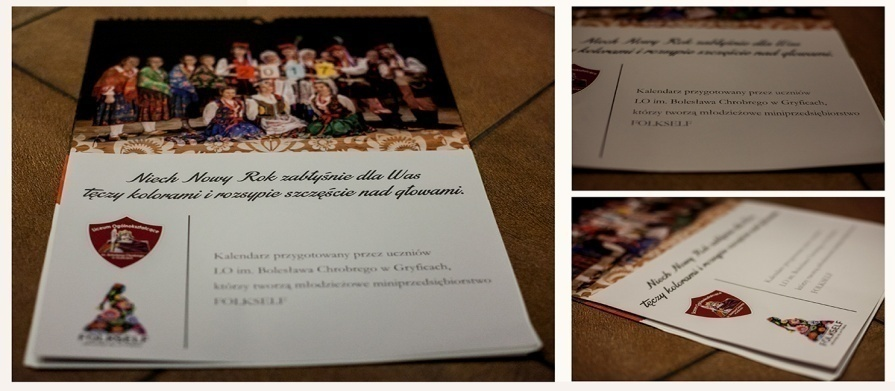 2017
Niech Nowy Rok zabłyśnie dla Was
tęczy kolorami i rozsypie szczęście nad głowami.
Liceum Ogólnokształcące
FOLKSELF
Kalendarz przygotowany przez uczniów
LO im. Bolesława Chrobrego w Gryficach,
którzy tworzą młodzieżowe miniprzedsiębiorstwo
FOLKSELF
Niech Nowy Rok zabłyśnie dla Was
tęczy kolorami i rozsypie szczęście nad głowami.
Kalendarz przygotowany przez uczniów
LO im. Bolesława Chrobrego w Gryficach,
którzy tworzą młodzieżowe miniprzedsiębiorstwo
FOLKSELF
Niech Nowy Rok zabłyśnie dla Was
tęczy kolorami i rozsypie szczęście nad głowami.
FOLKSELF